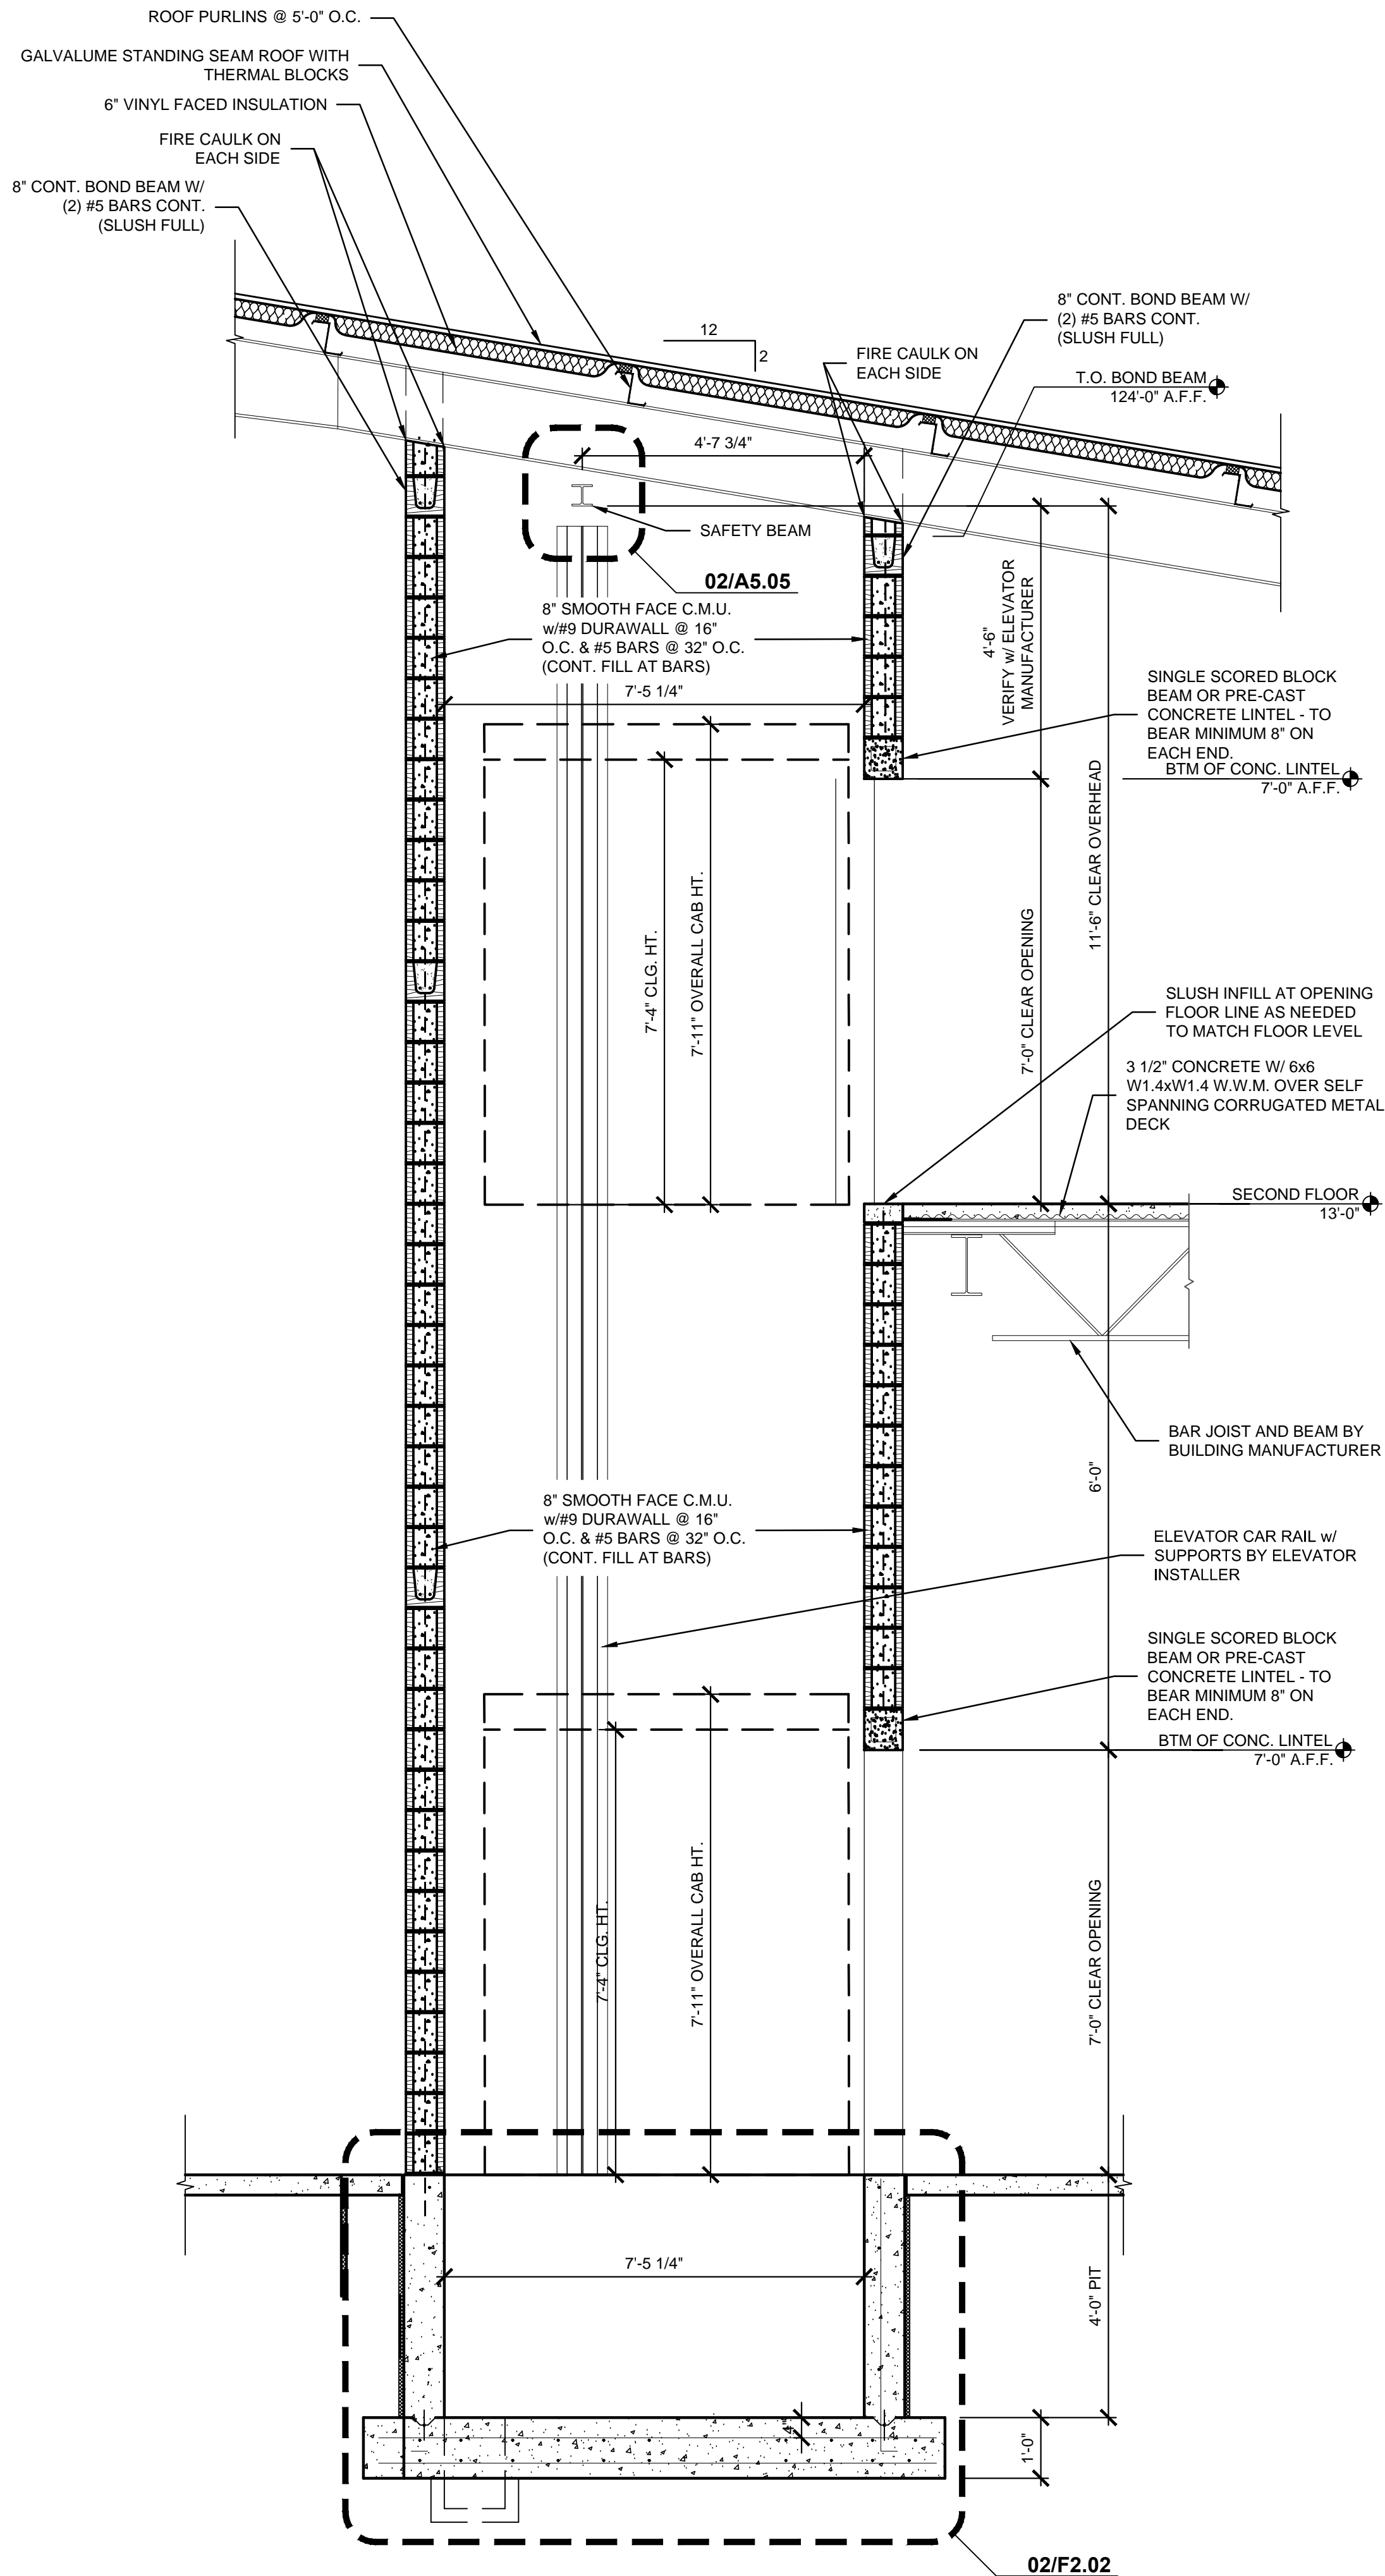 ROOF PURLINS @ 5'-0" O.C.
GALVALUME STANDING SEAM ROOF WITH
THERMAL BLOCKS
6" VINYL FACED INSULATION
FIRE CAULK ON
EACH SIDE
8" CONT. BOND BEAM W/
(2) #5 BARS CONT.
(SLUSH FULL)
12
2
8" CONT. BOND BEAM W/
(2) #5 BARS CONT.
(SLUSH FULL)
FIRE CAULK ON
EACH SIDE
T.O. BOND BEAM
124'-0" A.F.F.
4'-7 3/4"
SAFETY BEAM
02/A5.05
8" SMOOTH FACE C.M.U.
w/#9 DURAWALL @ 16"
O.C. & #5 BARS @ 32" O.C.
(CONT. FILL AT BARS)
7'-5 1/4"
4'-6"
VERIFY w/ ELEVATOR
MANUFACTURER
SINGLE SCORED BLOCK
BEAM OR PRE-CAST
CONCRETE LINTEL - TO
BEAR MINIMUM 8" ON
EACH END.
BTM OF CONC. LINTEL
7'-0" A.F.F.
11'-6" CLEAR OVERHEAD
7'-4" CLG. HT.
7'-11" OVERALL CAB HT.
7'-0" CLEAR OPENING
SLUSH INFILL AT OPENING
FLOOR LINE AS NEEDED
TO MATCH FLOOR LEVEL
3 1/2" CONCRETE W/ 6x6
W1.4xW1.4 W.W.M. OVER SELF
SPANNING CORRUGATED METAL
DECK
SECOND FLOOR
13'-0"
BAR JOIST AND BEAM BY
BUILDING MANUFACTURER
6'-0"
8" SMOOTH FACE C.M.U.
w/#9 DURAWALL @ 16"
O.C. & #5 BARS @ 32" O.C.
(CONT. FILL AT BARS)
ELEVATOR CAR RAIL w/
SUPPORTS BY ELEVATOR
INSTALLER
SINGLE SCORED BLOCK
BEAM OR PRE-CAST
CONCRETE LINTEL - TO
BEAR MINIMUM 8" ON
EACH END.
BTM OF CONC. LINTEL
7'-0" A.F.F.
7'-4" CLG. HT.
7'-11" OVERALL CAB HT.
7'-0" CLEAR OPENING
7'-5 1/4"
4'-0" PIT
4"
1'-0"
02/F2.02